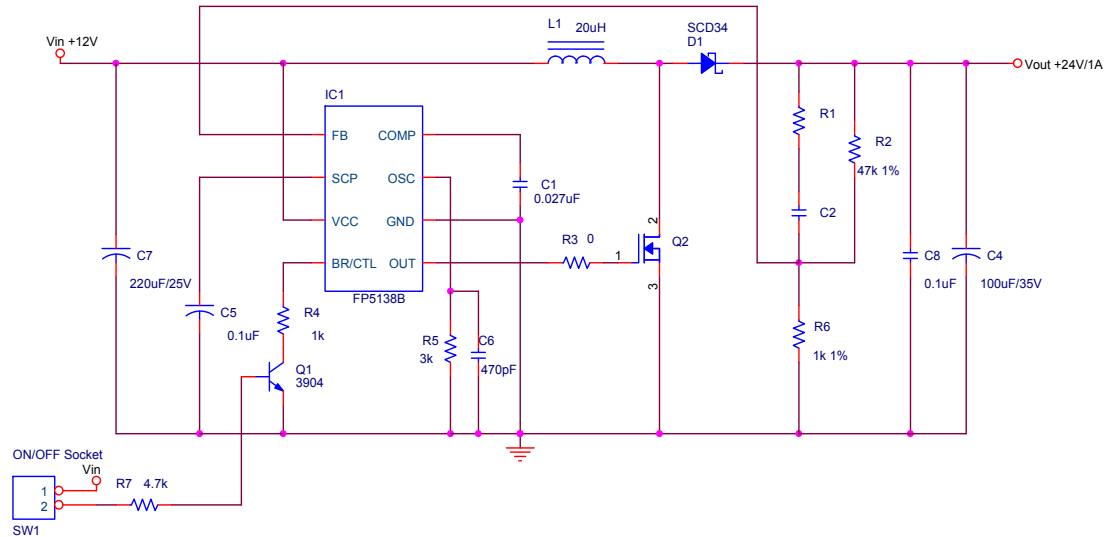 L1
20uH
SCD34
D1
Vin +12V
Vout +24V/1A
IC1
FB
COMP
SCP
OSC
VCC
GND
BR/CTL
OUT
FP5138B
C1
0.027uF
R1
R2
47k 1%
C2
R3
0
1
2
3
Q2
C7
220uF/25V
C5
0.1uF
R4
1k
Q1
3904
R5
3k
C6
470pF
R6
1k 1%
C8
0.1uF
C4
100uF/35V
ON/OFF Socket
Vin
1
2
SW1
R7
4.7k